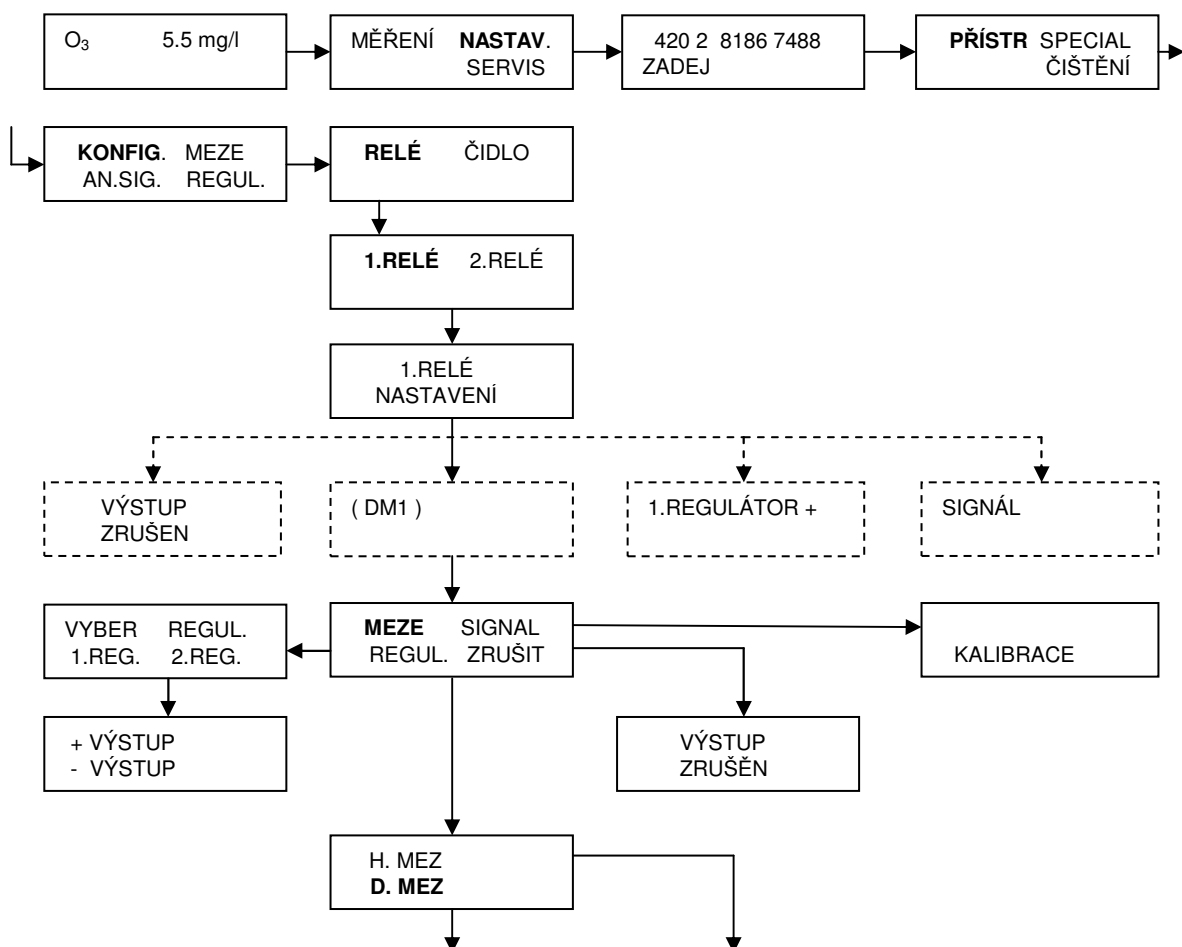 O₃ 5.5 mg/l
MĚŘENÍ NASTAV.
SERVIS
420 2 8186 7488
ZADEJ
PŘÍSTR SPECIAL
ČIŠTĚNÍ
KONFIG. MEZE
AN.SIG. REGUL.
RELÉ ČIDLO
1.RELÉ 2.RELÉ
1.RELÉ
NASTAVENÍ
VÝSTUP
ZRUŠEN
( DM1 )
1.REGULÁTOR +
SIGNÁL
VYBER REGUL.
1.REG. 2.REG.
MEZE SIGNAL
REGUL. ZRUŠIT
KALIBRACE
+ VÝSTUP
- VÝSTUP
VÝSTUP
ZRUŠĚN
H. MEZ
D. MEZ